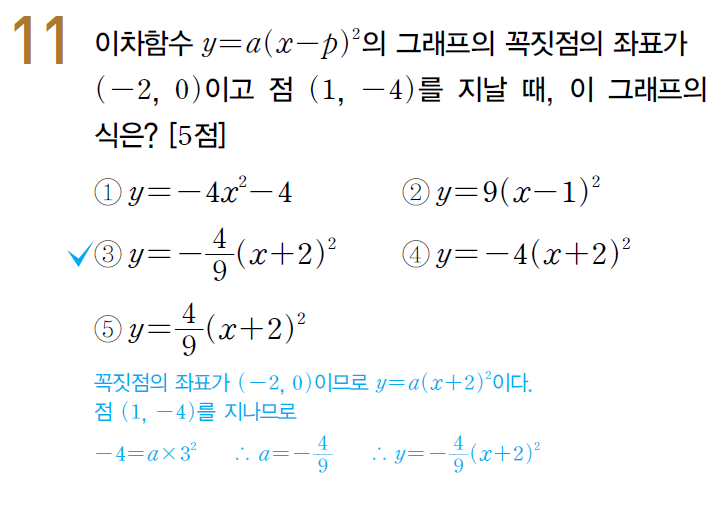 11 이차함수 y=a(x-p)²의 그래프의 꼭짓점의 좌표가
(-2, 0)이고 점 (1, -4)를 지날 때, 이 그래프의
식은? [5점]
① y=-4x²-4 ② y=9(x-1)²
✓③ y=-4/9(x+2)² ④ y=-4(x+2)²
⑤ y=4/9(x+2)²
꼭짓점의 좌표가 (-2, 0)이므로 y=a(x+2)²이다.
점 (1, -4)를 지나므로
-4=a×3² ∴ a=-4/9 ∴ y=-4/9(x+2)²